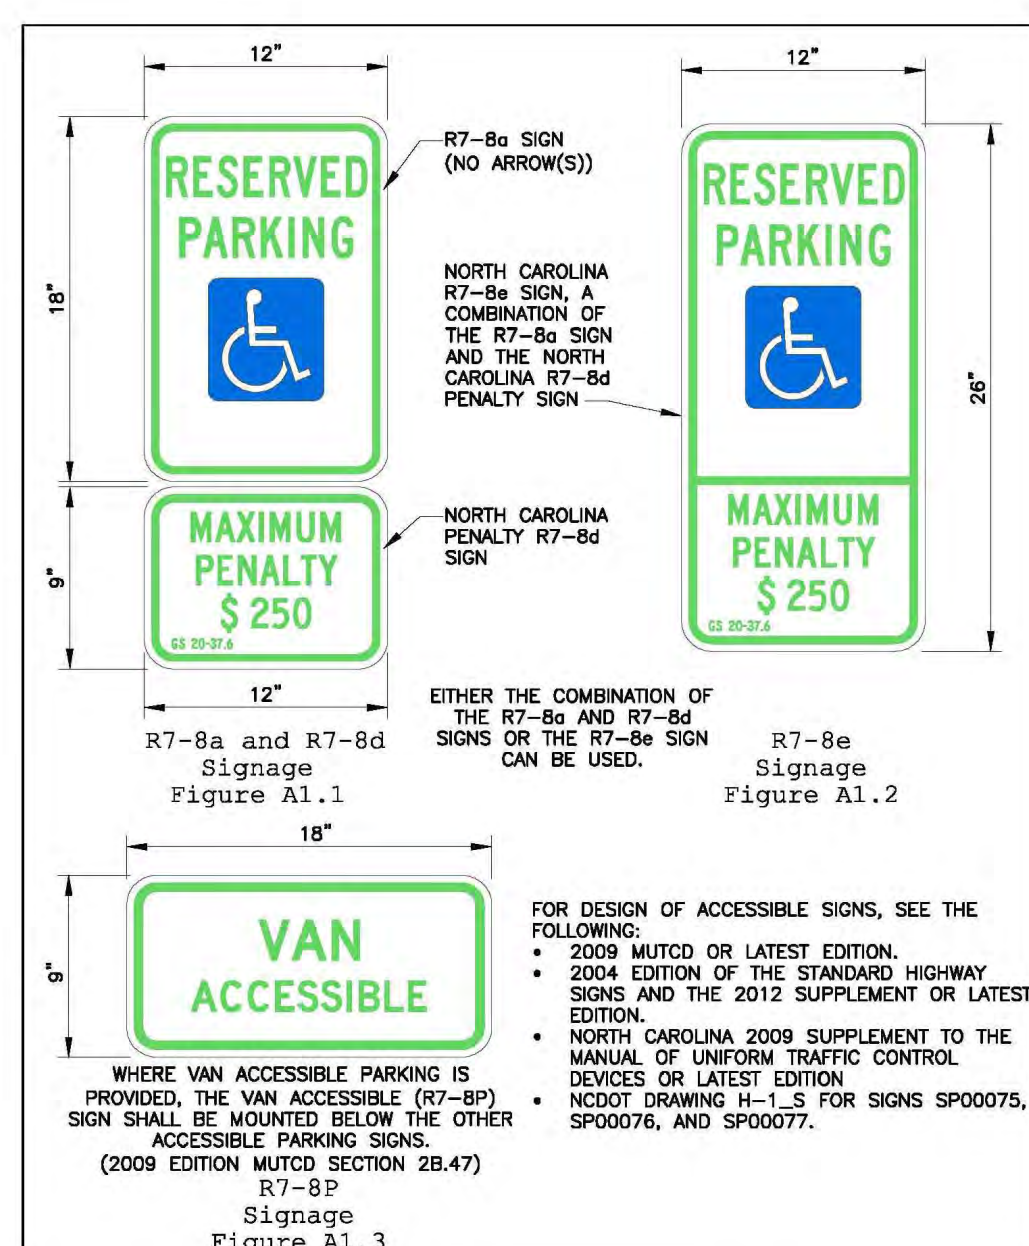 12"
18"
RESERVED
PARKING
R7-8a SIGN
(NO ARROW(S))
9"
MAXIMUM
PENALTY
$ 250
GS 20-37.6
NORTH CAROLINA
PENALTY R7-8d
SIGN
12"
R7-8a and R7-8d
Signage
Figure A1.1
NORTH CAROLINA
R7-8e SIGN, A
COMBINATION OF
THE R7-8a SIGN
AND THE NORTH
CAROLINA R7-8d
PENALTY SIGN
12"
26"
RESERVED
PARKING
MAXIMUM
PENALTY
$ 250
GS 20-37.6
EITHER THE COMBINATION OF
THE R7-8a AND R7-8d
SIGNS OR THE R7-8e SIGN
CAN BE USED.
R7-8e
Signage
Figure A1.2
18"
9"
VAN
ACCESSIBLE
WHERE VAN ACCESSIBLE PARKING IS
PROVIDED, THE VAN ACCESSIBLE (R7-8P)
SIGN SHALL BE MOUNTED BELOW THE OTHER
ACCESSIBLE PARKING SIGNS.
(2009 EDITION MUTCD SECTION 2B.47)
R7-8P
Signage
Figure A1.3
FOR DESIGN OF ACCESSIBLE SIGNS, SEE THE
FOLLOWING:
• 2009 MUTCD OR LATEST EDITION.
• 2004 EDITION OF THE STANDARD HIGHWAY
SIGNS AND THE 2012 SUPPLEMENT OR LATEST
EDITION.
• NORTH CAROLINA 2009 SUPPLEMENT TO THE
MANUAL OF UNIFORM TRAFFIC CONTROL
DEVICES OR LATEST EDITION
• NCDOT DRAWING H-1_S FOR SIGNS SP00075,
SP00076, AND SP00077.